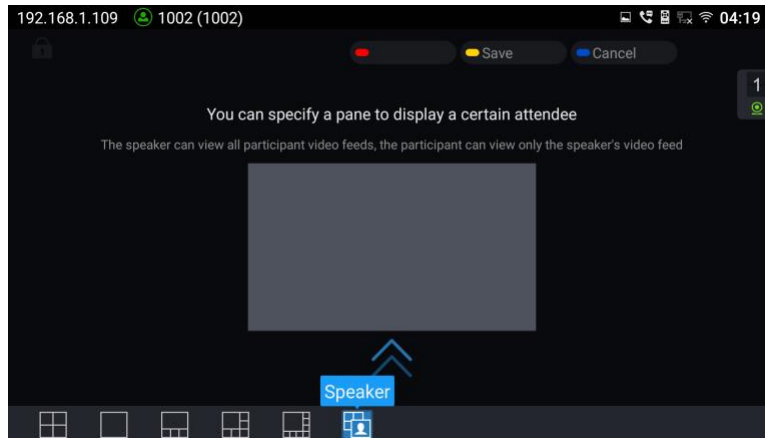 192.168.1.109 1002 (1002) 04:19
Save Cancel
1
You can specify a pane to display a certain attendee
The speaker can view all participant video feeds, the participant can view only the speaker's video feed
Speaker